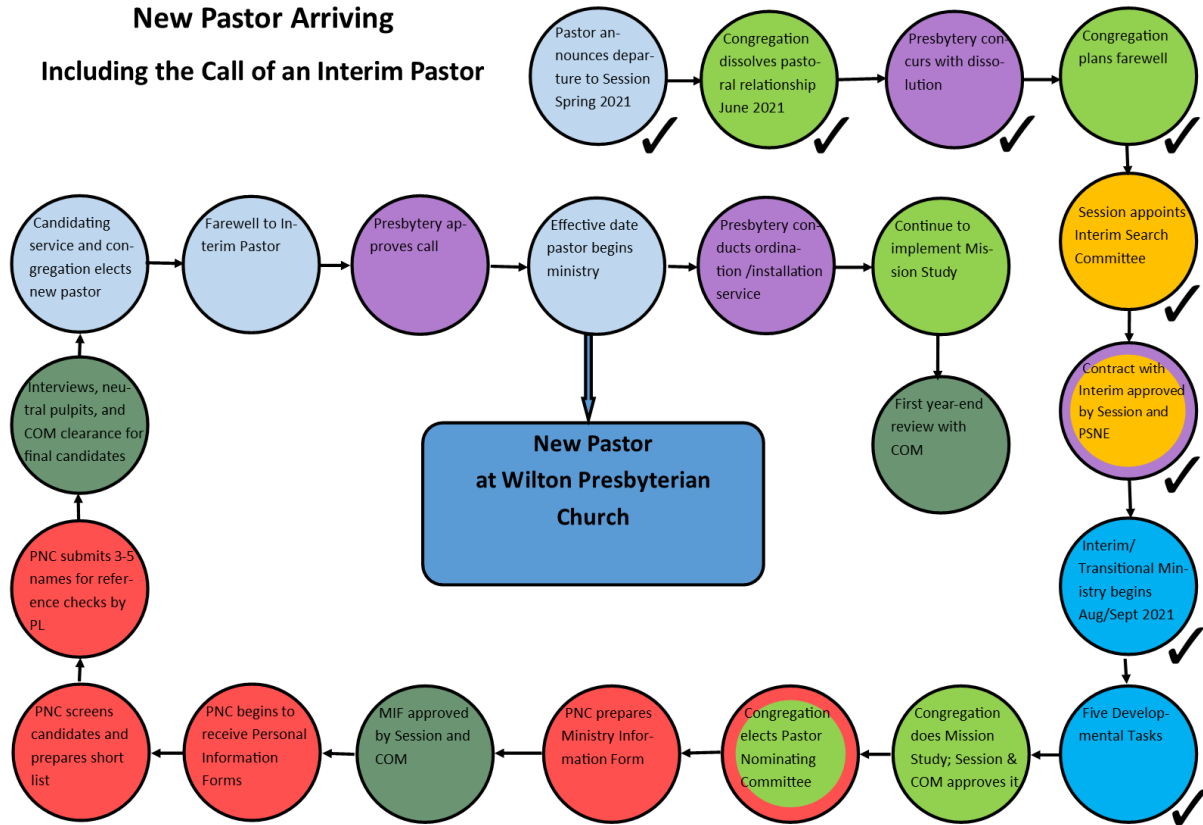 New Pastor Arriving
Including the Call of an Interim Pastor
Pastor an-
nounces depar-
ture to Session
Spring 2021
Congregation
dissolves pasto-
ral relationship
June 2021
Presbytery con-
curs with disso-
lution
Congregation
plans farewell
Session appoints
Interim Search
Committee
Contract with
Interim approved
by Session and
PSNE
Interim/
Transitional Min-
istry begins
Aug/Sept 2021
Five Develop-
mental Tasks
Congregation
does Mission
Study; Session &
COM approves it
Congregation
elects Pastor
Nominating
Committee
PNC prepares
Ministry Infor-
mation Form
MIF approved
by Session and
COM
PNC begins to
receive Personal
Information
Forms
PNC screens
candidates and
prepares short
list
PNC submits 3-5
names for refer-
ence checks by
PL
Interviews, neu-
tral pulpits, and
COM clearance for
final candidates
Candidating
service and con-
gregation elects
new pastor
Farewell to In-
terim Pastor
Presbytery ap-
proves call
Effective date
pastor begins
ministry
Presbytery con-
ducts ordina-
tion /installation
service
Continue to
implement Mis-
sion Study
First year-end
review with
COM
New Pastor
at Wilton Presbyterian
Church